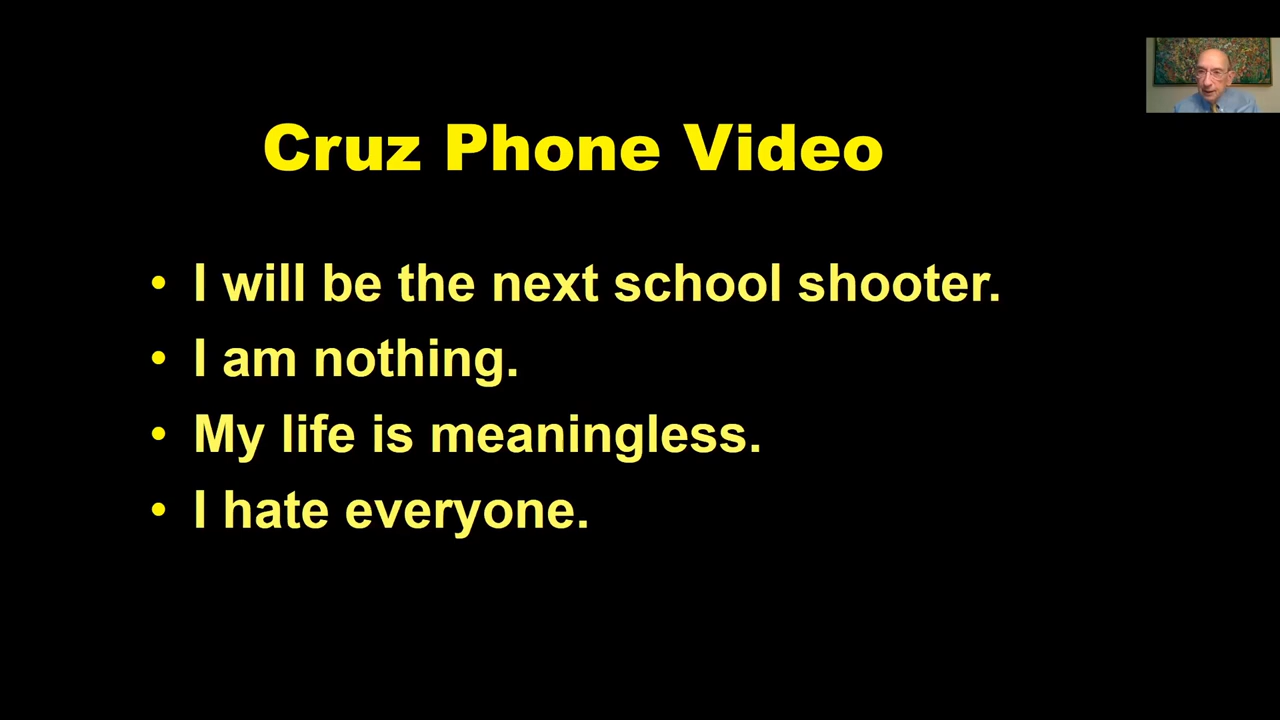 Cruz Phone Video
• I will be the next school shooter.
• I am nothing.
• My life is meaningless.
• I hate everyone.